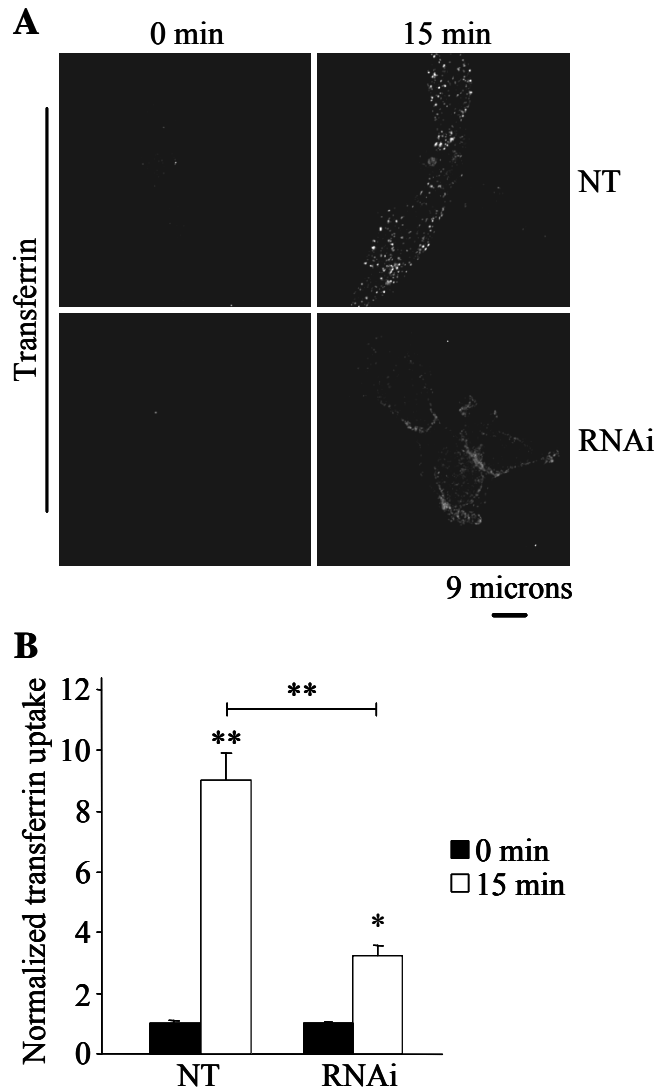 A
0 min 15 min
Transferrin
NT
RNAi
9 microns
B
Normalized transferrin uptake
12
10
8
6
4
2
0
**
**
*
0 min
15 min
NT RNAi